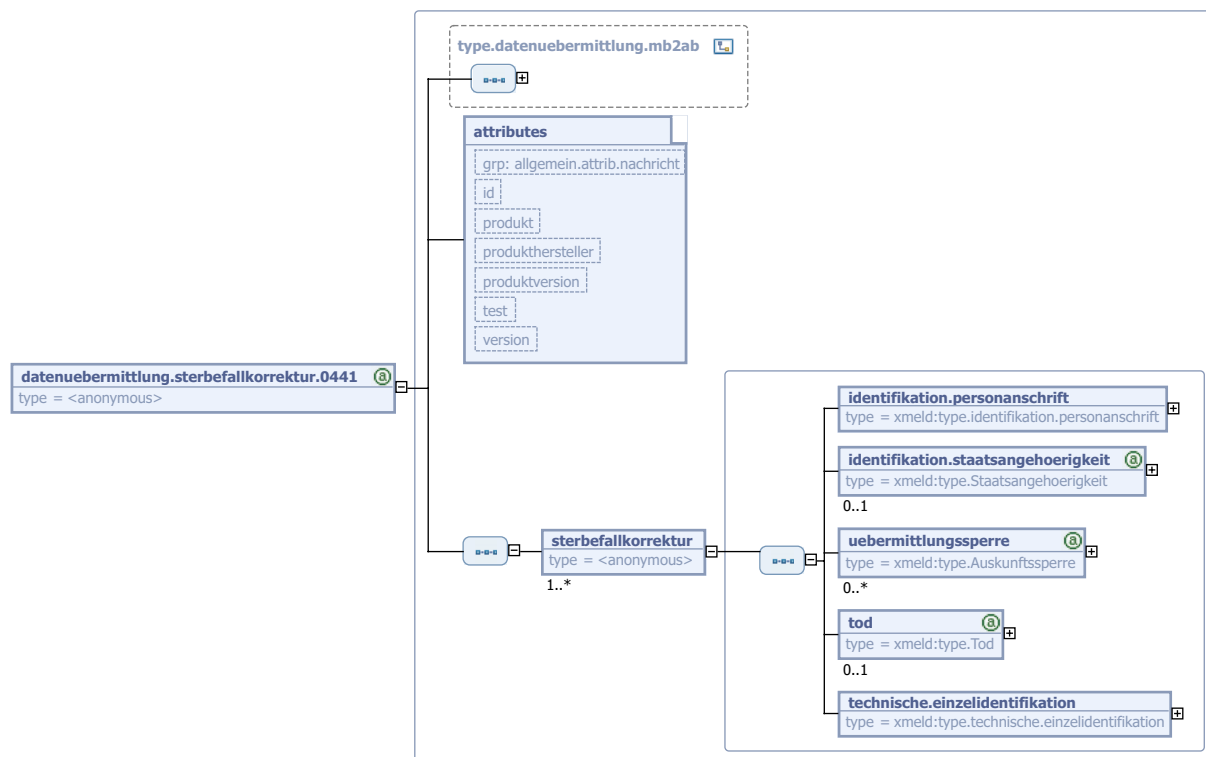 type.datenuebermittlung.mb2ab
attributes
grp: allgemein.attrib.nachricht
id
produkt
produkthersteller
produktversion
test
version
datenuebermittlung.sterbefallkorrektur.0441 @
type = <anonymous>
sterbefallkorrektur
type = <anonymous>
1..*
identifikation.personanschrift
type = xmeld:type.identifikation.personanschrift
identifikation.staatsangehoerigkeit @
type = xmeld:type.Staatsangehoerigkeit
0..1
uebermittlungssperre @
type = xmeld:type.Auskunftssperre
0..*
tod @
type = xmeld:type.Tod
0..1
technische.einzelidentifikation
type = xmeld:type.technische.einzelidentifikation